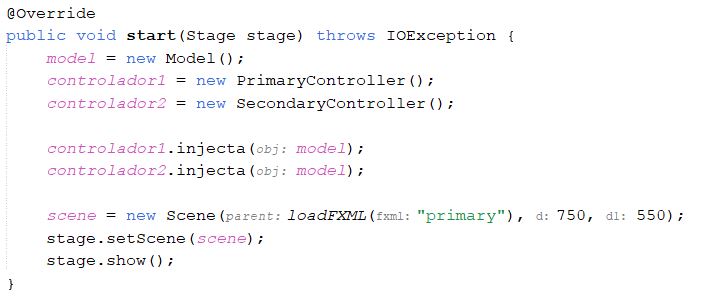 @Override
public void start(Stage stage) throws IOException {
model = new Model();
controlador1 = new PrimaryController();
controlador2 = new SecondaryController();
controlador1.injecta(obj: model);
controlador2.injecta(obj: model);
scene = new Scene(parent: loadFXML(fxml: "primary"), d: 750, d1: 550);
stage.setScene(scene);
stage.show();
}